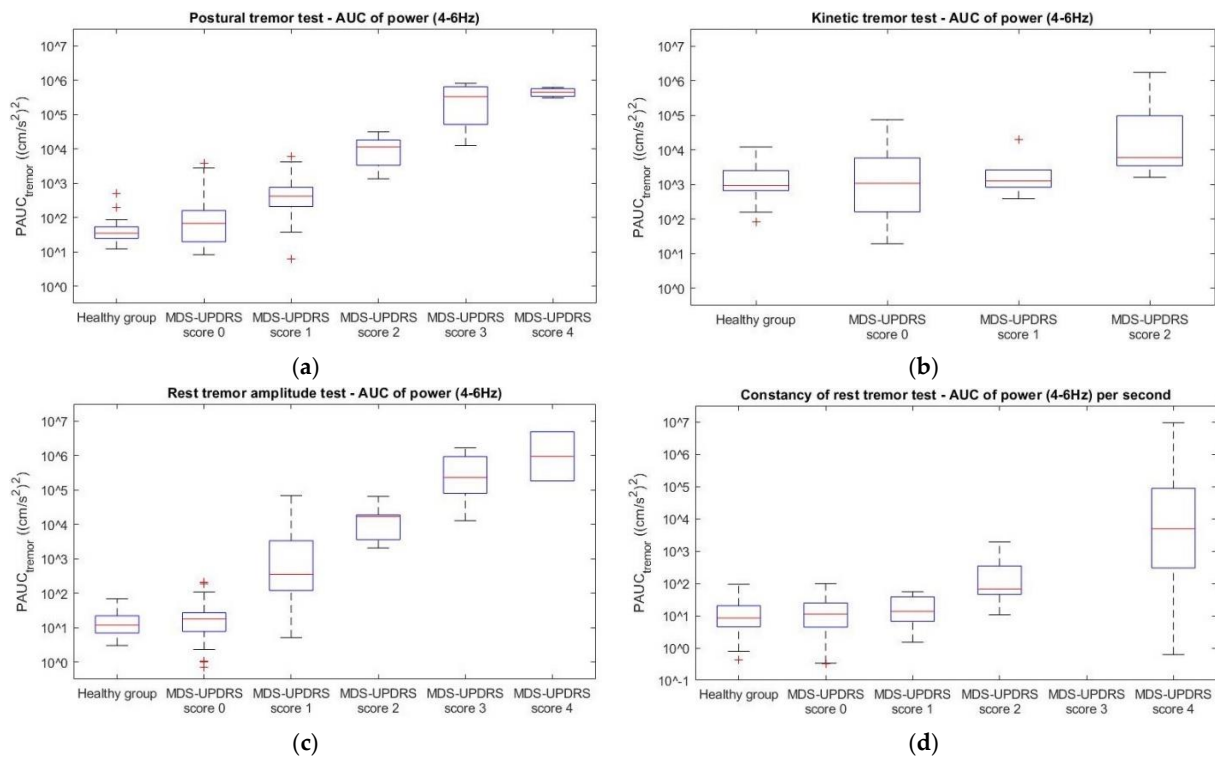 Postural tremor test - AUC of power (4-6Hz)
PAUC_tremor ((cm/s^2)^2)
10^7
10^6
10^5
10^4
10^3
10^2
10^1
10^0
Healthy group
MDS-UPDRS score 0
MDS-UPDRS score 1
MDS-UPDRS score 2
MDS-UPDRS score 3
MDS-UPDRS score 4
(a)
Kinetic tremor test - AUC of power (4-6Hz)
PAUC_tremor ((cm/s^2)^2)
10^7
10^6
10^5
10^4
10^3
10^2
10^1
10^0
Healthy group
MDS-UPDRS score 0
MDS-UPDRS score 1
MDS-UPDRS score 2
(b)
Rest tremor amplitude test - AUC of power (4-6Hz)
PAUC_tremor ((cm/s^2)^2)
10^7
10^6
10^5
10^4
10^3
10^2
10^1
10^0
Healthy group
MDS-UPDRS score 0
MDS-UPDRS score 1
MDS-UPDRS score 2
MDS-UPDRS score 3
MDS-UPDRS score 4
(c)
Constancy of rest tremor test - AUC of power (4-6Hz) per second
PAUC_tremor ((cm/s^2)^2)
10^7
10^6
10^5
10^4
10^3
10^2
10^1
10^0
10^-1
Healthy group
MDS-UPDRS score 0
MDS-UPDRS score 1
MDS-UPDRS score 2
MDS-UPDRS score 3
MDS-UPDRS score 4
(d)